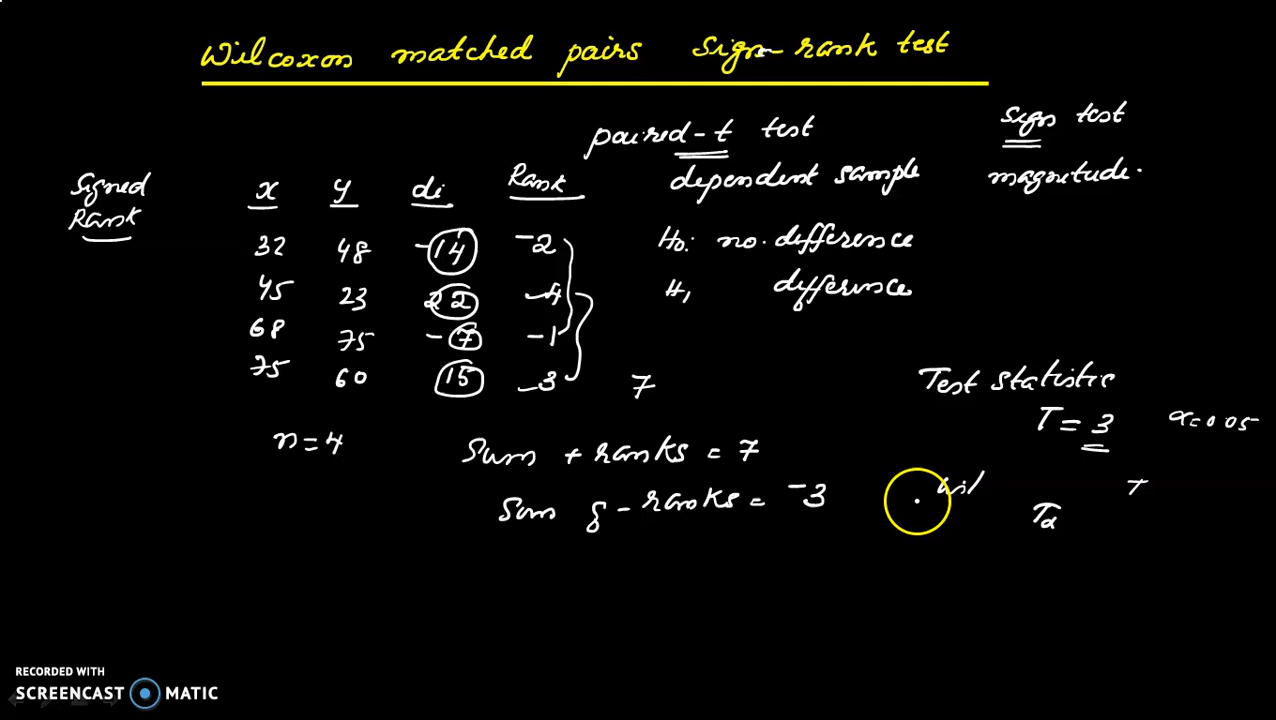 Wilcoxon matched pairs Sign-rank test
paired-t test
sign test
dependent sample
magnitude.
Signed Rank
x y di Rank
32 48 -14 -2
45 23 22 4
68 75 -7 -1
75 60 15 3
7
H0: no. difference
H1 difference
n=4
Sum + ranks = 7
Sum of - ranks = -3
Test statistic
T = 3 α=0.05
wil T
Tα
RECORDED WITH
SCREENCAST MATIC